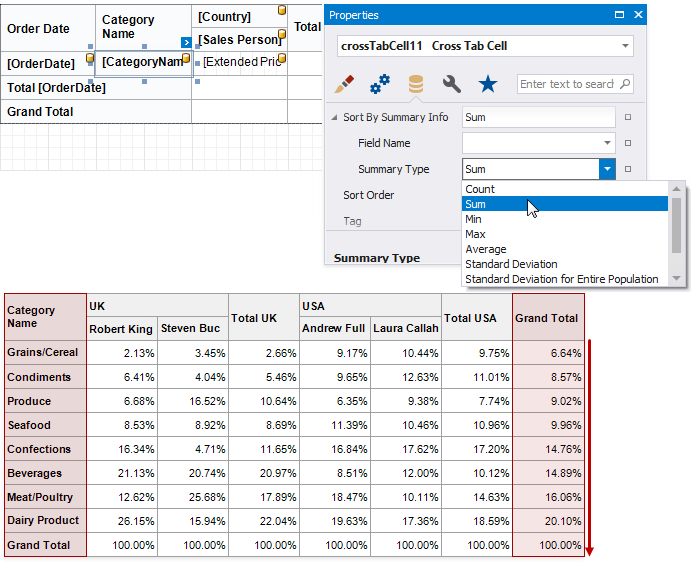 Order Date Category Name [Country] Total
[Sales Person]
[OrderDate] [CategoryNam [Extended Pric
Total [OrderDate]
Grand Total
Properties
crossTabCell11 Cross Tab Cell
Enter text to search
Sort By Summary Info Sum
Field Name
Summary Type Sum
Sort Order
Tag
Summary Type
Count
Sum
Min
Max
Average
Standard Deviation
Standard Deviation for Entire Population
Category Name UK Total UK USA Total USA Grand Total
Robert King Steven Buc Andrew Full Laura Callah
Grains/Cereal 2.13% 3.45% 2.66% 9.17% 10.44% 9.75% 6.64%
Condiments 6.41% 4.04% 5.46% 9.65% 12.63% 11.01% 8.57%
Produce 6.68% 16.52% 10.64% 6.35% 9.38% 7.74% 9.02%
Seafood 8.53% 8.92% 8.69% 11.39% 10.46% 10.96% 9.96%
Confections 16.34% 4.71% 11.65% 16.84% 17.62% 17.20% 14.76%
Beverages 21.13% 20.74% 20.97% 8.51% 12.00% 10.12% 14.89%
Meat/Poultry 12.62% 25.68% 17.89% 18.47% 10.11% 14.63% 16.06%
Dairy Product 26.15% 15.94% 22.04% 19.63% 17.36% 18.59% 20.10%
Grand Total 100.00% 100.00% 100.00% 100.00% 100.00% 100.00% 100.00%